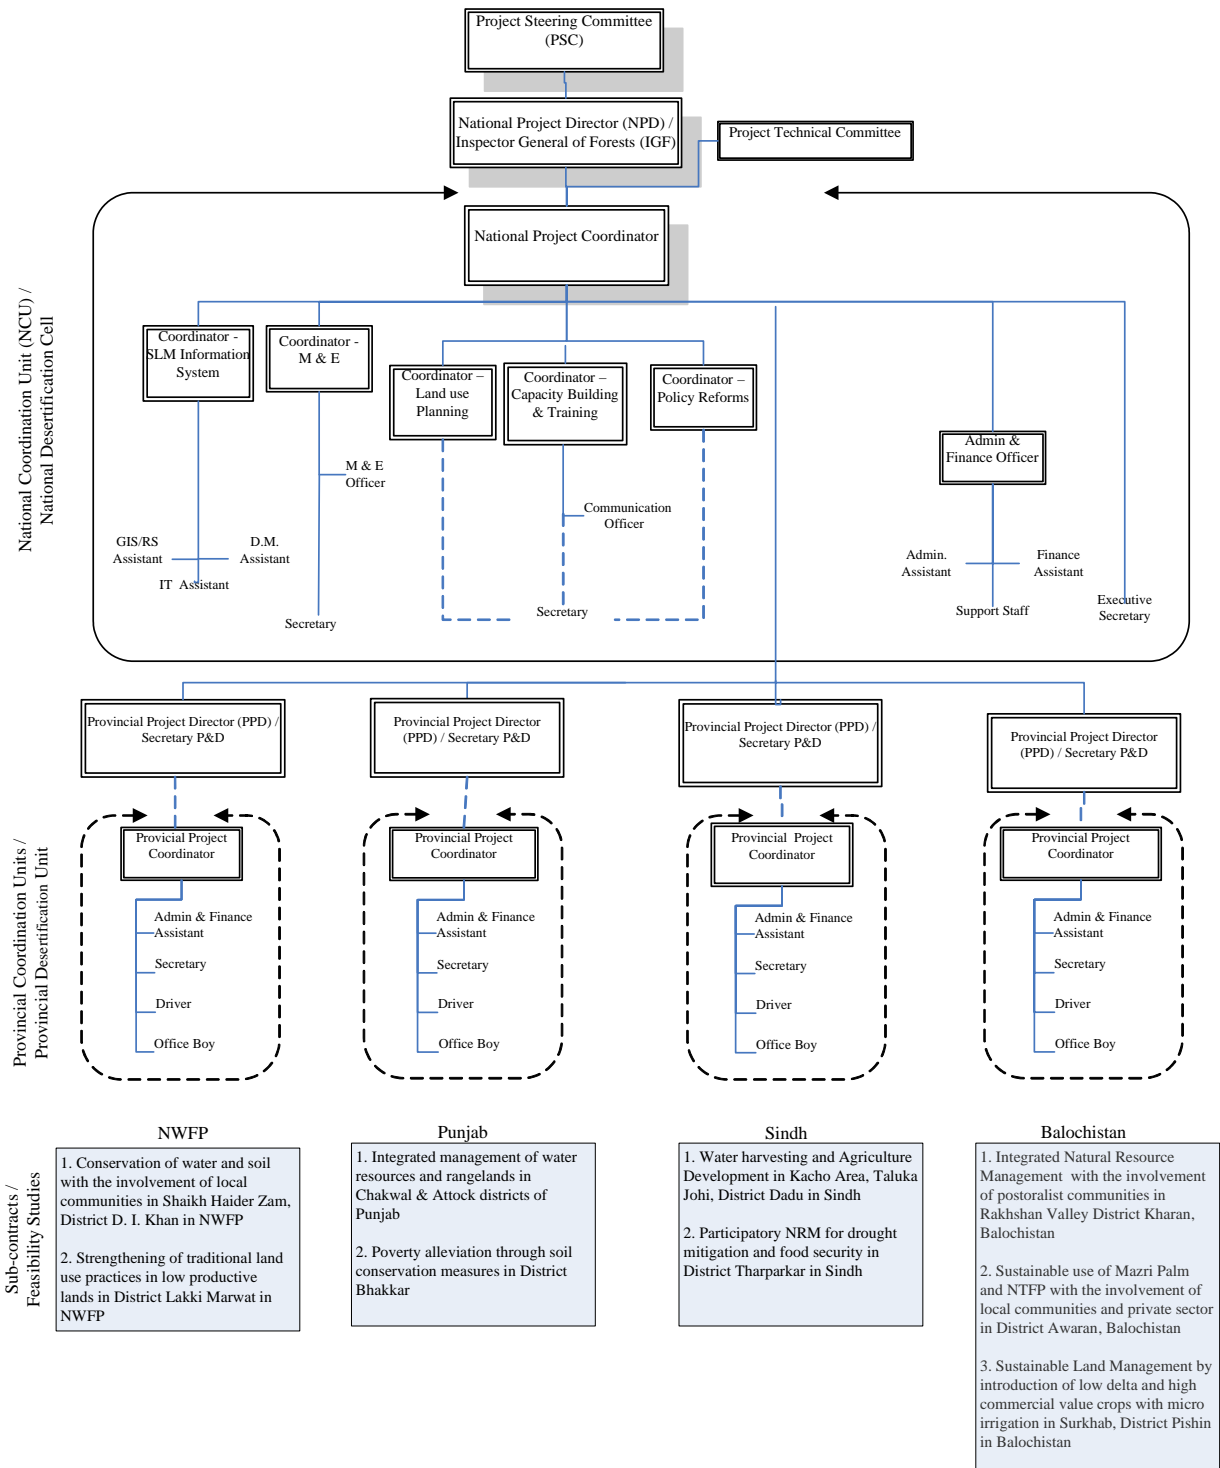 Project Steering Committee
(PSC)
National Project Director (NPD) /
Inspector General of Forests (IGF)
Project Technical Committee
National Project Coordinator
National Coordination Unit (NCU) /
National Desertification Cell
Coordinator -
SLM Information
System
Coordinator -
M & E
Coordinator –
Land use
Planning
Coordinator –
Capacity Building
& Training
Coordinator –
Policy Reforms
Admin &
Finance Officer
M & E
Officer
Communication
Officer
GIS/RS
Assistant
D.M.
Assistant
IT Assistant
Secretary
Secretary
Admin.
Assistant
Finance
Assistant
Support Staff
Executive
Secretary
Provincial Project Director (PPD) /
Secretary P&D
Provincial Project Director
(PPD) / Secretary P&D
Provincial Project Director (PPD) /
Secretary P&D
Provincial Project Director
(PPD) / Secretary P&D
Provincial Coordination Units /
Provincial Desertification Unit
Provicial Project
Coordinator
Admin & Finance
Assistant
Secretary
Driver
Office Boy
Provincial Project
Coordinator
Admin & Finance
Assistant
Secretary
Driver
Office Boy
Provincial Project
Coordinator
Admin & Finance
Assistant
Secretary
Driver
Office Boy
Provincial Project
Coordinator
Admin & Finance
Assistant
Secretary
Driver
Office Boy
Sub-contracts /
Feasibility Studies
NWFP
1. Conservation of water and soil
with the involvement of local
communities in Shaikh Haider Zam,
District D. I. Khan in NWFP
2. Strengthening of traditional land
use practices in low productive
lands in District Lakki Marwat in
NWFP
Punjab
1. Integrated management of water
resources and rangelands in
Chakwal & Attock districts of
Punjab
2. Poverty alleviation through soil
conservation measures in District
Bhakkar
Sindh
1. Water harvesting and Agriculture
Development in Kacho Area, Taluka
Johi, District Dadu in Sindh
2. Participatory NRM for drought
mitigation and food security in
District Tharparkar in Sindh
Balochistan
1. Integrated Natural Resource
Management with the involvement
of postoralist communities in
Rakhshan Valley District Kharan,
Balochistan
2. Sustainable use of Mazri Palm
and NTFP with the involvement of
local communities and private sector
in District Awaran, Balochistan
3. Sustainable Land Management by
introduction of low delta and high
commercial value crops with micro
irrigation in Surkhab, District Pishin
in Balochistan